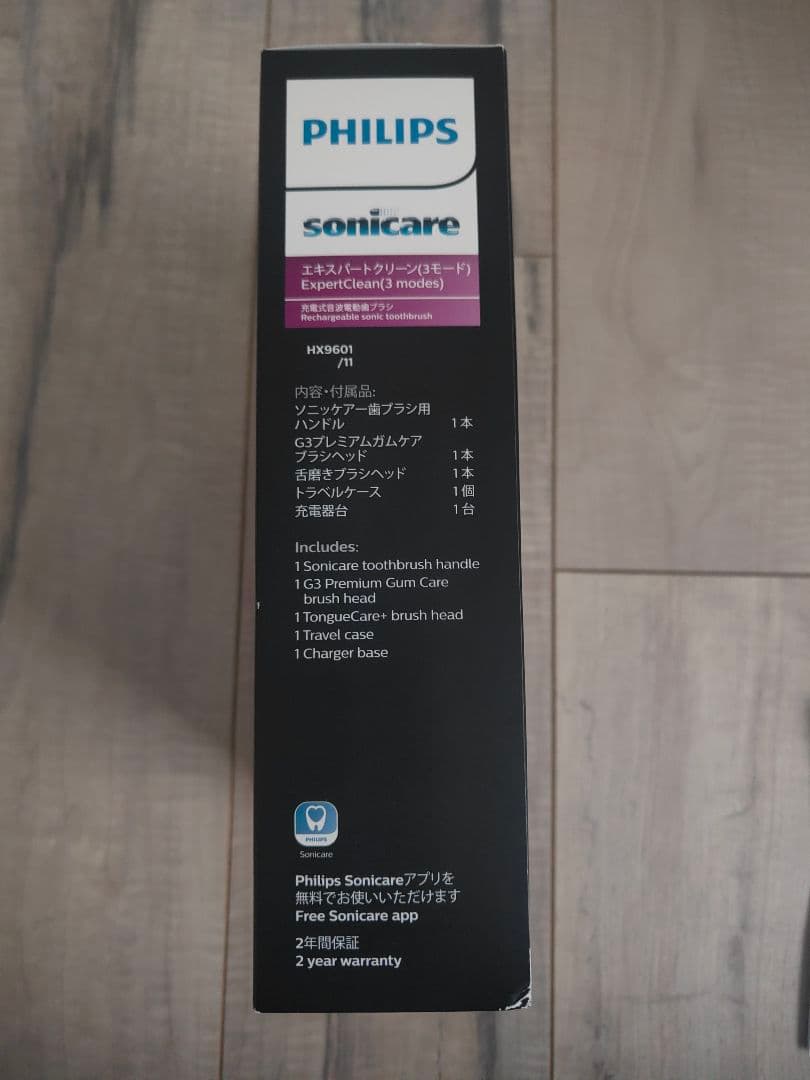 PHILIPS
sonicare
エキスパートクリーン(3モード)
ExpertClean(3 modes)
充電式音波電動歯ブラシ
Rechargeable sonic toothbrush
HX9601
/11
内容・付属品:
ソニッケアー歯ブラシ用
ハンドル 1本
G3プレミアムガムケア
ブラシヘッド 1本
舌磨きブラシヘッド 1本
トラベルケース 1個
充電器台 1台
Includes:
1 Sonicare toothbrush handle
1 G3 Premium Gum Care
brush head
1 TongueCare+ brush head
1 Travel case
1 Charger base
PHILIPS
Sonicare
Philips Sonicareアプリを
無料でお使いいただけます
Free Sonicare app
2年間保証
2 year warranty